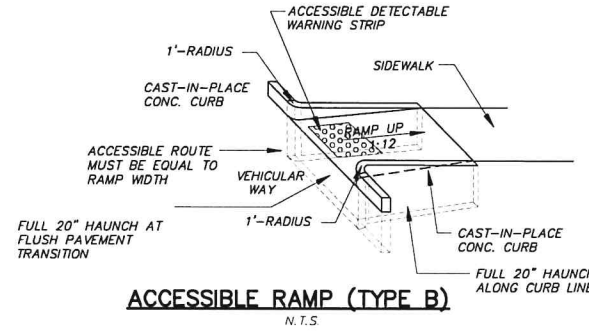 ACCESSIBLE DETECTABLE
WARNING STRIP
1'-RADIUS
SIDEWALK
CAST-IN-PLACE
CONC. CURB
RAMP UP
1:12
ACCESSIBLE ROUTE
MUST BE EQUAL TO
RAMP WIDTH
VEHICULAR
WAY
1'-RADIUS
FULL 20" HAUNCH AT
FLUSH PAVEMENT
TRANSITION
CAST-IN-PLACE
CONC. CURB
FULL 20" HAUNCH
ALONG CURB LINE
ACCESSIBLE RAMP (TYPE B)
N.T.S.